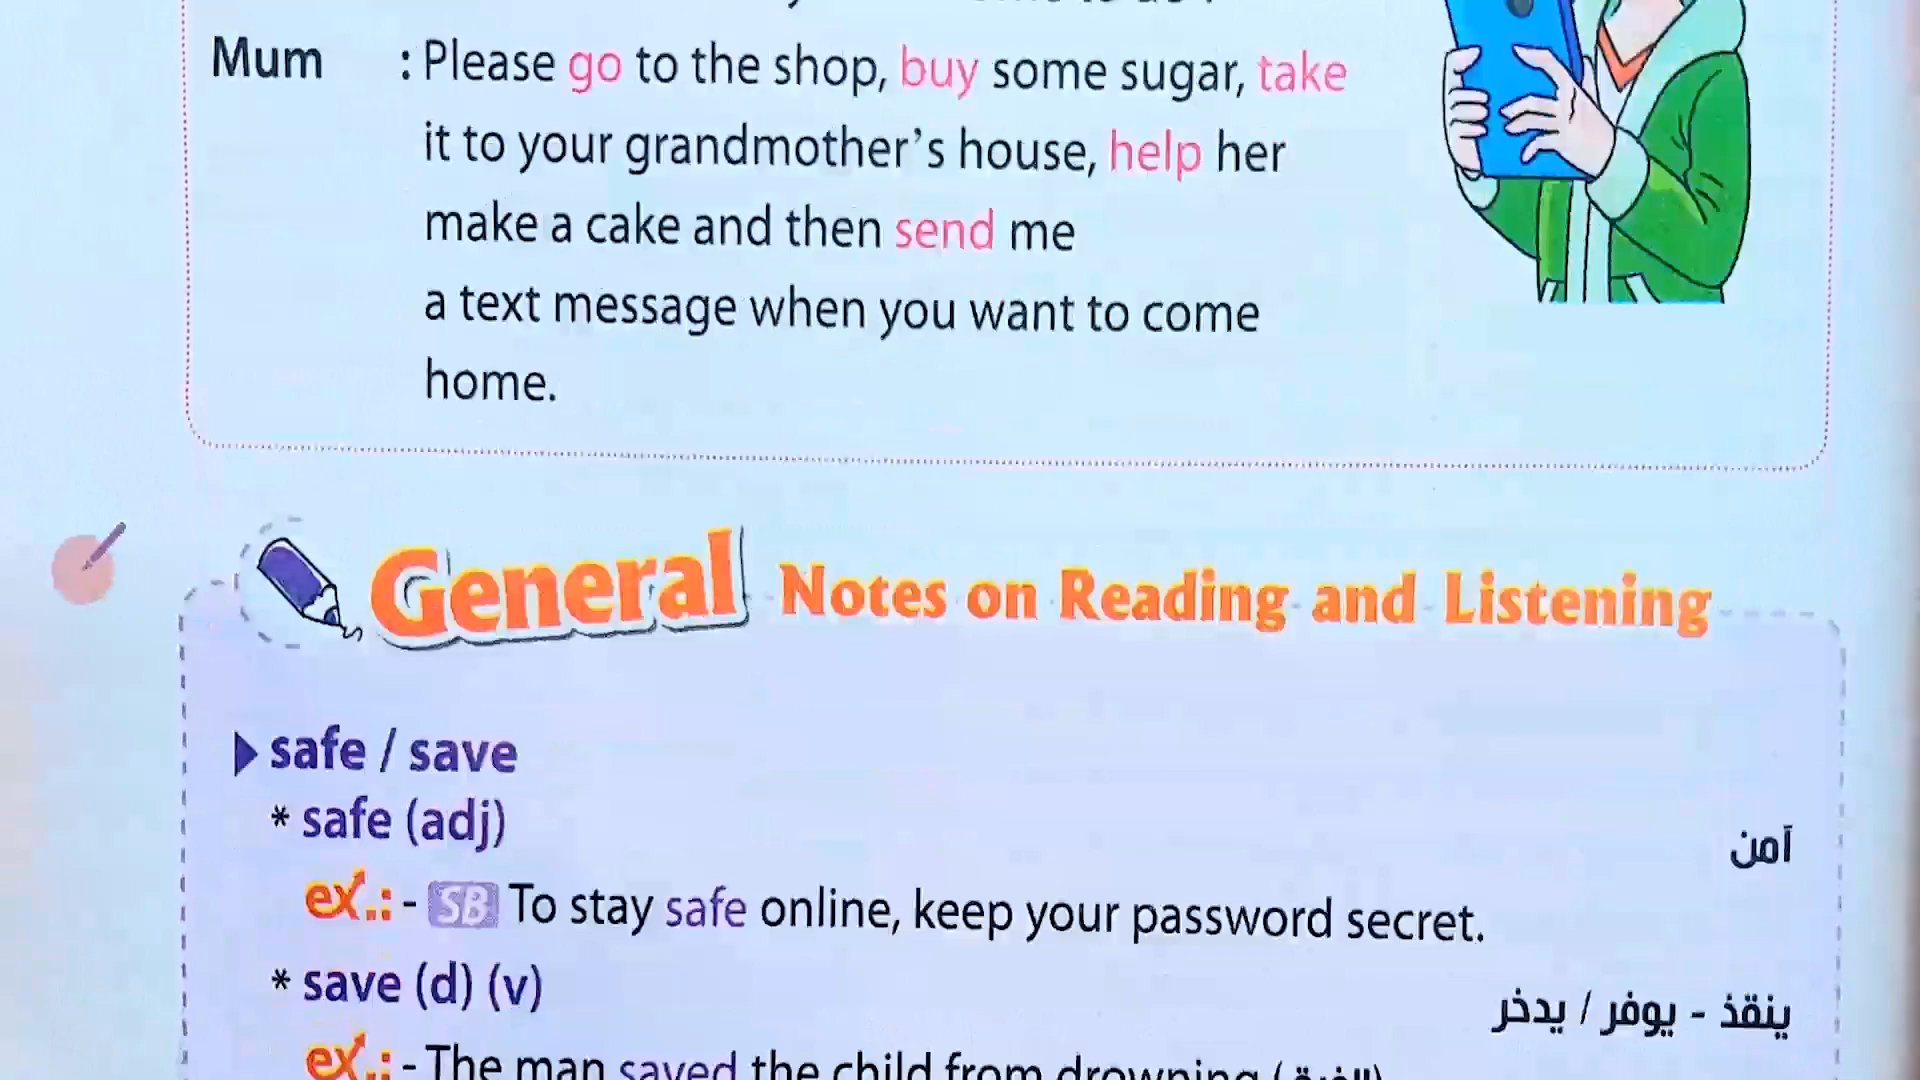 Mum : Please go to the shop, buy some sugar, take
it to your grandmother's house, help her
make a cake and then send me
a text message when you want to come
home.
General Notes on Reading and Listening
safe / save
* safe (adj) آمن
ex.: - SB To stay safe online, keep your password secret.
* save (d) (v) ينقذ - يوفر / يدخر
ex.: - The man saved the child from drowning (الغرق)